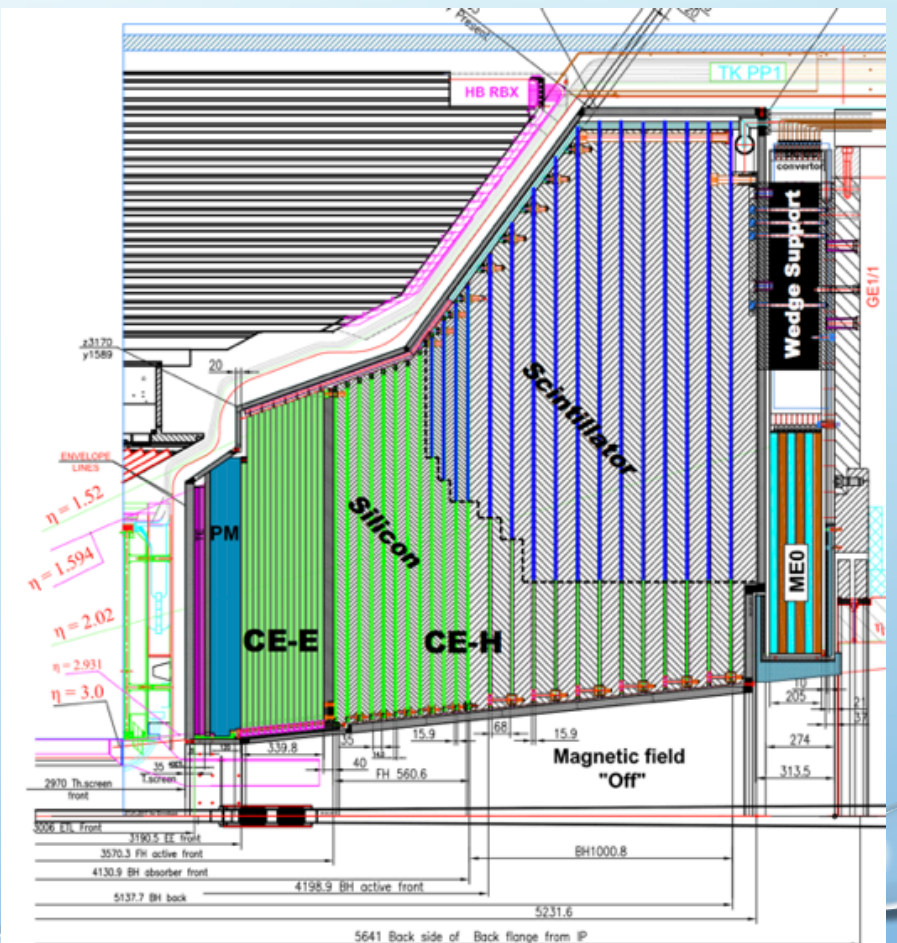 Present
20
TK PP1
HB RBX
convertor
Wedge Support
GE1/1
z3170
y1589
20
Scintillator
ENVELOPE
LINES
η = 1.52
PM
Silicon
η = 1.594
ME0
η = 2.02
CE-E
CE-H
η = 2.931
η = 3.0
η
10
205
21
37
339.8
35
15.9
68
15.9
274
35
T.screen
40
FH 560.6
Magnetic field
"Off"
313.5
2970 Th.screen
front
3006 ETL Front
3190.5 EE front
3570.3 FH active front
BH1000.8
4130.9 BH absorber front
4198.9 BH active front
5137.7 BH back
5231.6
5641 Back side of Back flange from IP